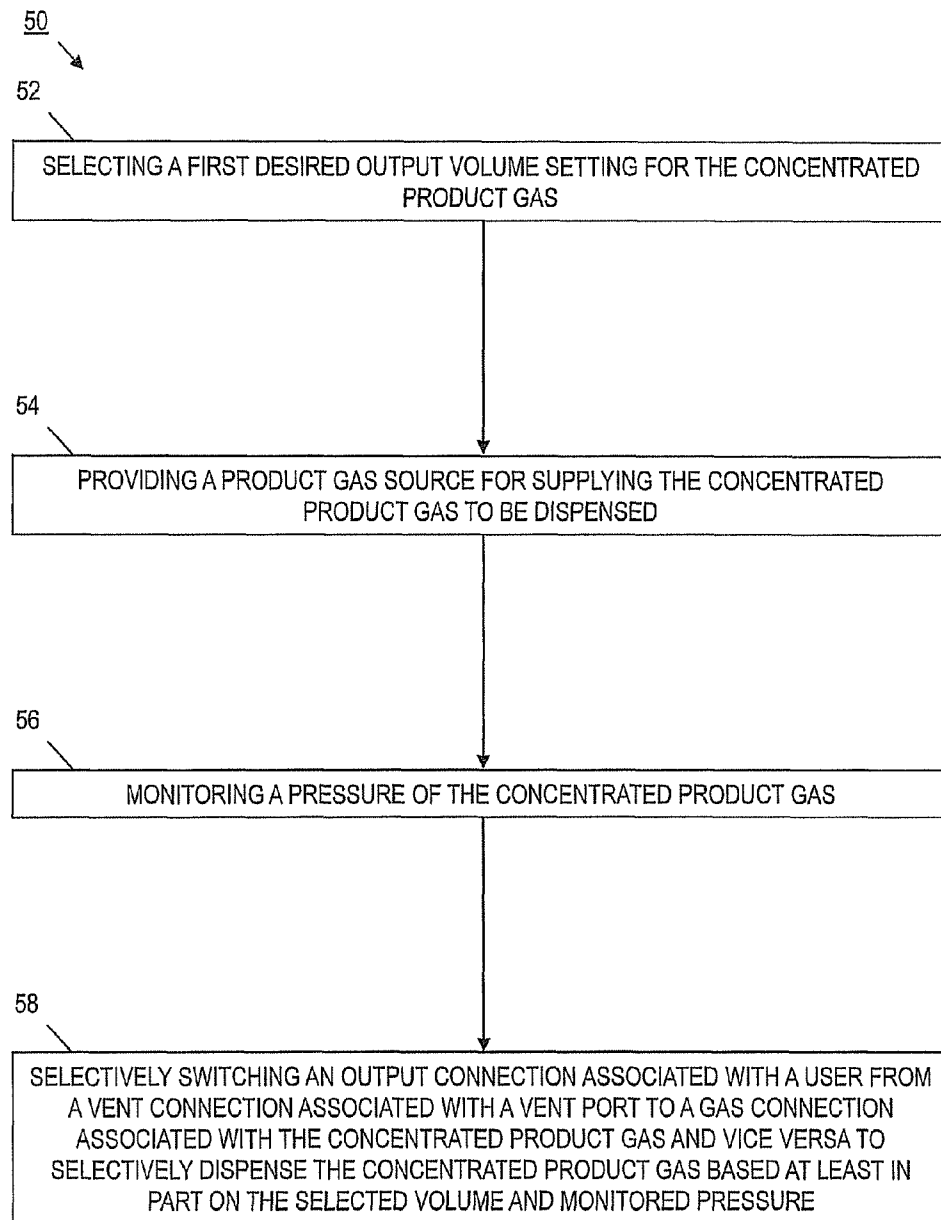 50
52
SELECTING A FIRST DESIRED OUTPUT VOLUME SETTING FOR THE CONCENTRATED
PRODUCT GAS
54
PROVIDING A PRODUCT GAS SOURCE FOR SUPPLYING THE CONCENTRATED
PRODUCT GAS TO BE DISPENSED
56
MONITORING A PRESSURE OF THE CONCENTRATED PRODUCT GAS
58
SELECTIVELY SWITCHING AN OUTPUT CONNECTION ASSOCIATED WITH A USER FROM
A VENT CONNECTION ASSOCIATED WITH A VENT PORT TO A GAS CONNECTION
ASSOCIATED WITH THE CONCENTRATED PRODUCT GAS AND VICE VERSA TO
SELECTIVELY DISPENSE THE CONCENTRATED PRODUCT GAS BASED AT LEAST IN
PART ON THE SELECTED VOLUME AND MONITORED PRESSURE